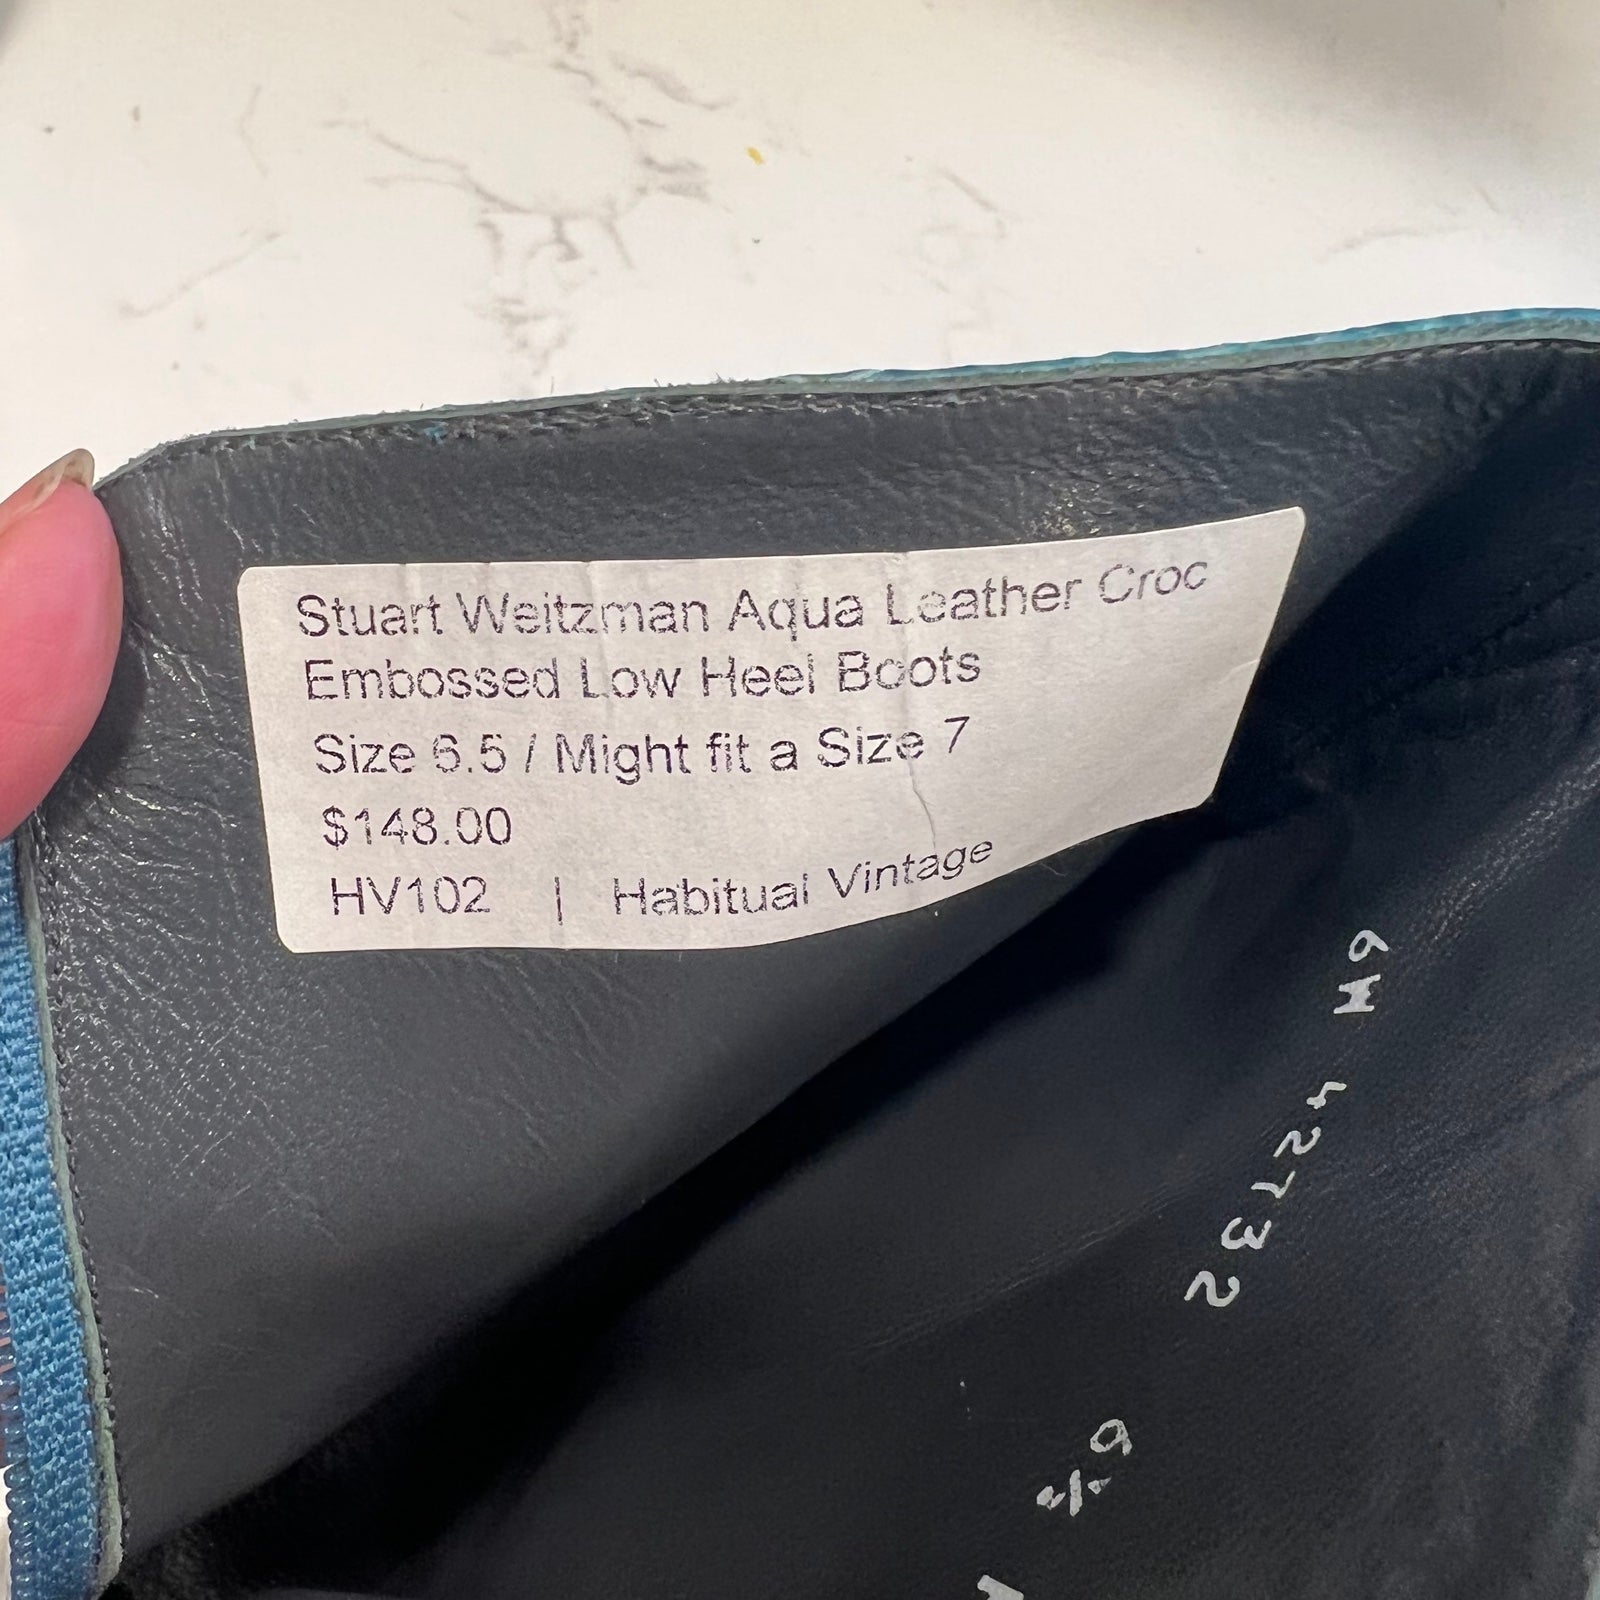 Stuart Weitzman Aqua Leather Croc
Embossed Low Heel Boots
Size 6.5 / Might fit a Size 7
$148.00
HV102 | Habitual Vintage
42732
6½